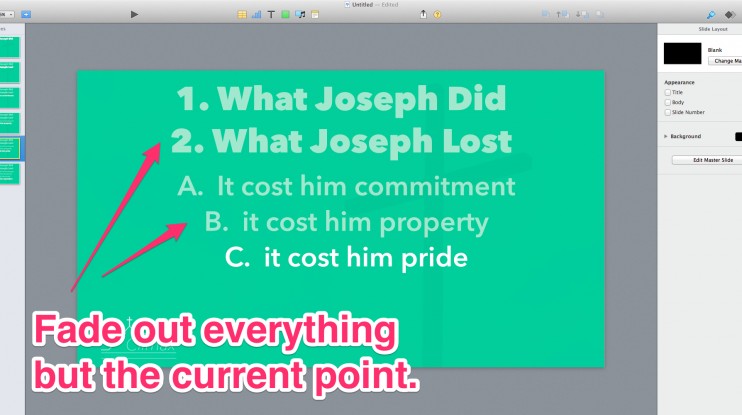 Untitled — Edited
Slide Layout
Blank
Change Ma
Appearance
Title
Body
Slide Number
Background
Edit Master Slide
1. What Joseph Did
2. What Joseph Lost
A. It cost him commitment
B. it cost him property
C. it cost him pride
Fade out everything
but the current point.